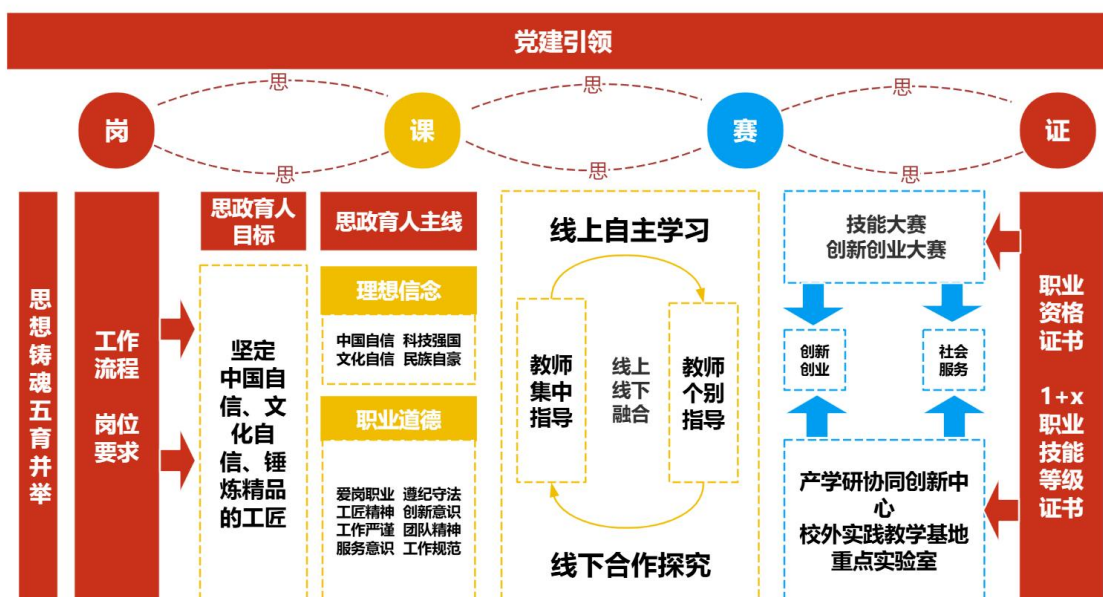 党建引领
思
思
思
岗
课
赛
证
思
思
思
思想铸魂五育并举
工作
流程
岗位
要求
思政育人
目标
坚定
中国自
信、文
化自
信、锤
炼精品
的工匠
思政育人主线
理想信念
中国自信 科技强国
文化自信 民族自豪
职业道德
爱岗职业 遵纪守法
工匠精神 创新意识
工作严谨 团队精神
服务意识 工作规范
线上自主学习
教师
集中
指导
线上
线下
融合
教师
个别
指导
线下合作探究
技能大赛
创新创业大赛
创新
创业
社会
服务
产学研协同创新中
心
校外实践教学基地
重点实验室
职业
资格
证书
1+x
职业
技能
等级
证书